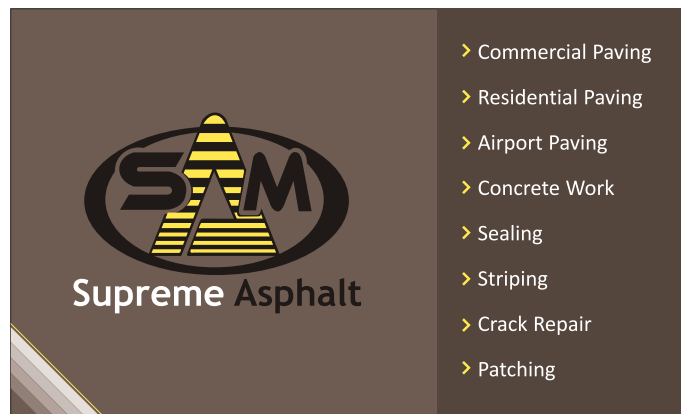 SAM
Supreme Asphalt
Commercial Paving
Residential Paving
Airport Paving
Concrete Work
Sealing
Striping
Crack Repair
Patching